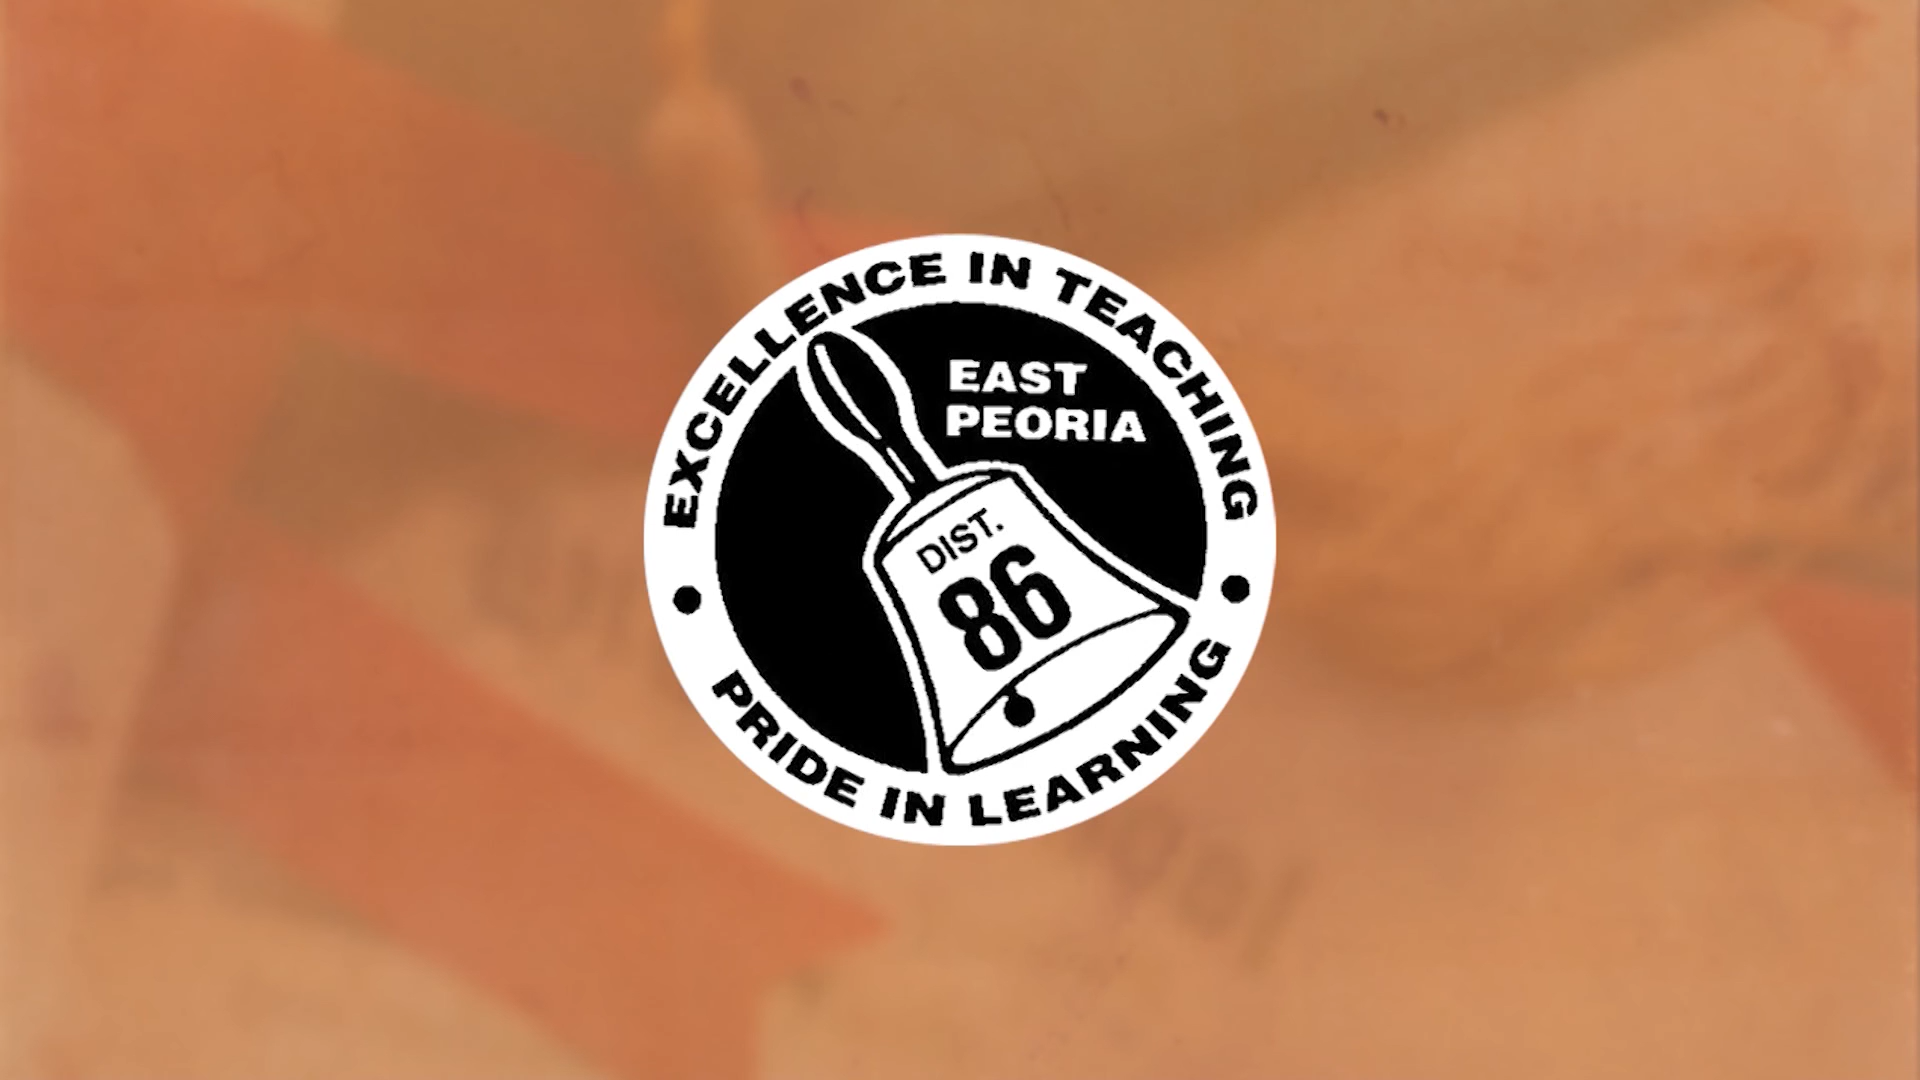 EXCELLENCE IN TEACHING
EAST
PEORIA
DIST.
86
PRIDE IN LEARNING